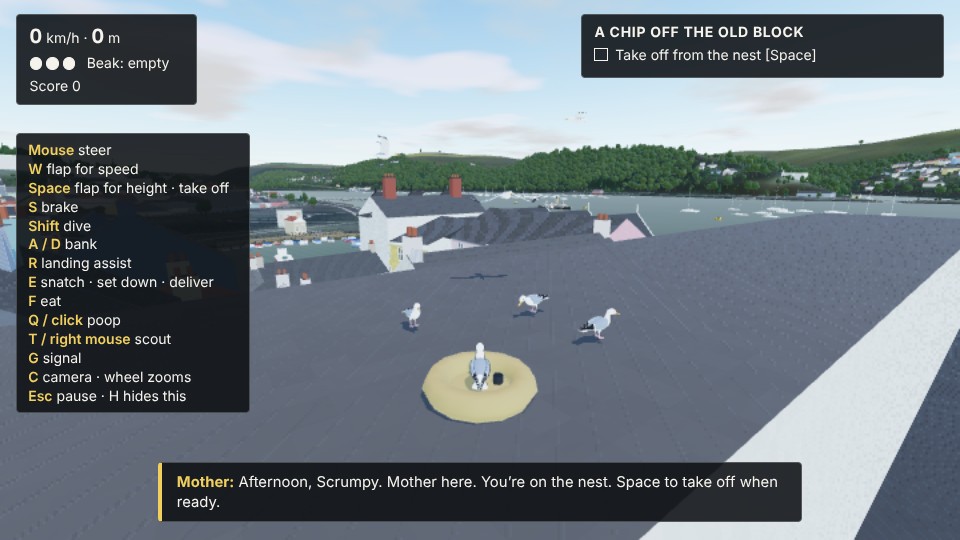 0 km/h · 0 m
Beak: empty
Score 0
A CHIP OFF THE OLD BLOCK
Take off from the nest [Space]
Mouse steer
W flap for speed
Space flap for height · take off
S brake
Shift dive
A / D bank
R landing assist
E snatch · set down · deliver
F eat
Q / click poop
T / right mouse scout
G signal
C camera · wheel zooms
Esc pause · H hides this
Mother: Afternoon, Scrumpy. Mother here. You’re on the nest. Space to take off when
ready.